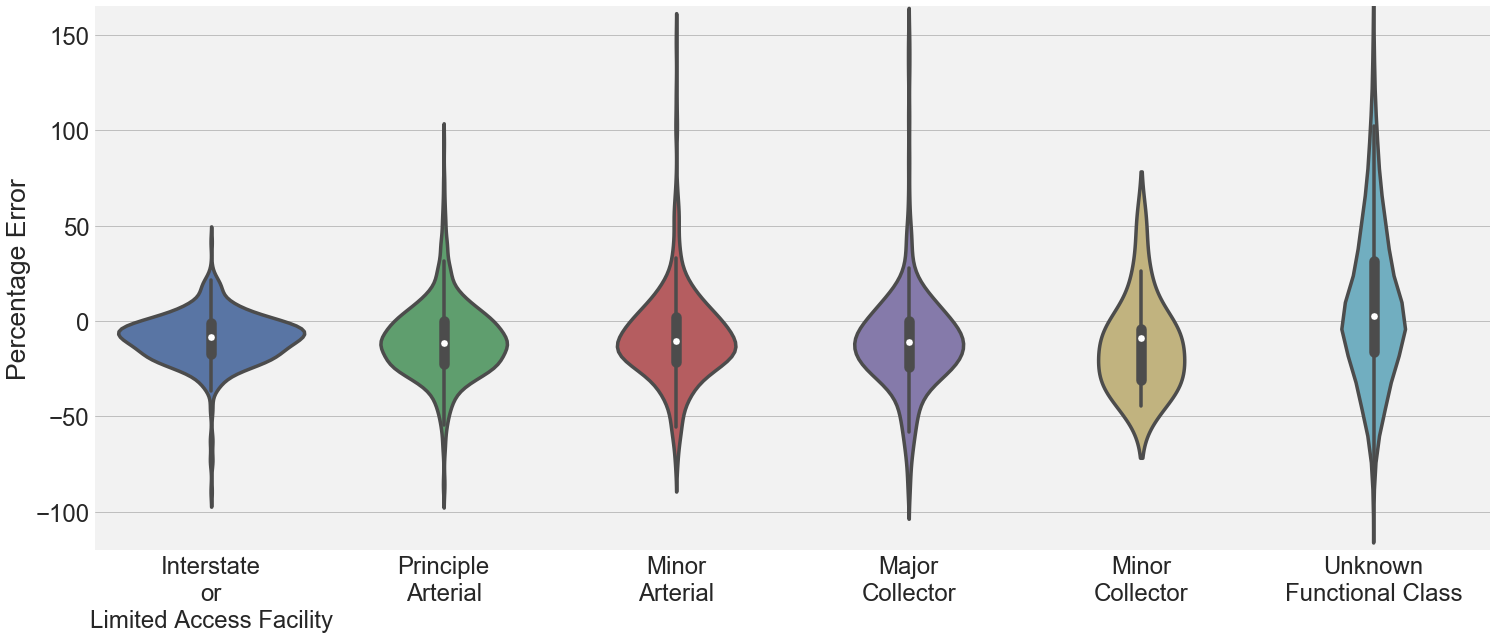 Percentage Error
150
100
50
0
−50
−100
Interstate
or
Limited Access Facility
Principle
Arterial
Minor
Arterial
Major
Collector
Minor
Collector
Unknown
Functional Class